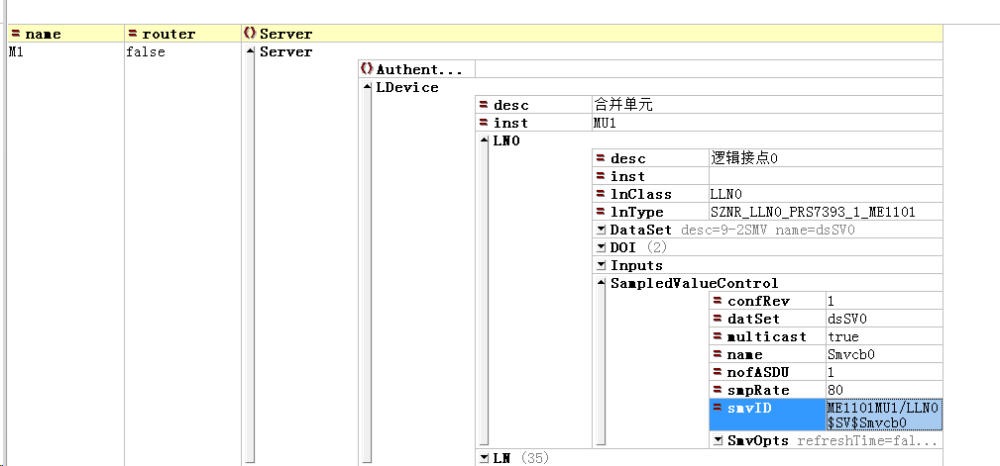 name router Server
M1 false Server
Authent...
LDevice
desc 合并单元
inst MU1
LN0
desc 逻辑接点0
inst
lnClass LLN0
lnType SZNR_LLN0_PRS7393_1_ME1101
DataSet desc=9-2SMV name=dsSV0
DOI (2)
Inputs
SampledValueControl
confRev 1
datSet dsSV0
multicast true
name Smvcb0
nofASDU 1
smpRate 80
smvID ME1101MU1/LLN0
$SV$Smvcb0
SmvOpts refreshTime=fal...
LN (35)